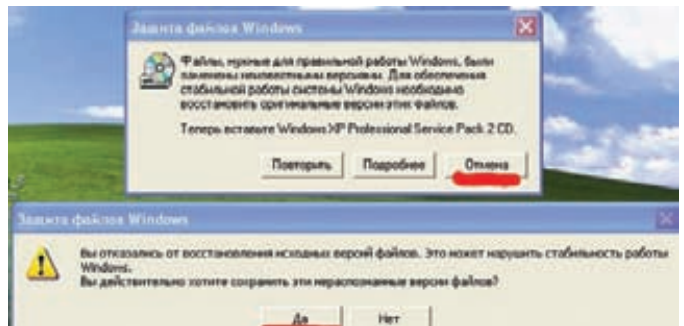 Защита файлов Windows
Файлы, нужные для правильной работы Windows, были
заменены неизвестными версиями. Для обеспечения
стабильной работы системы Windows необходимо
восстановить оригинальные версии этих файлов.
Теперь вставьте Windows XP Professional Service Pack 2 CD.
Повторить Подробнее Отмена
Защита файлов Windows
Вы отказались от восстановления исходных версий файлов. Это может нарушить стабильность работы
Windows.
Вы действительно хотите сохранить эти нераспознанные версии файлов?
Да Нет